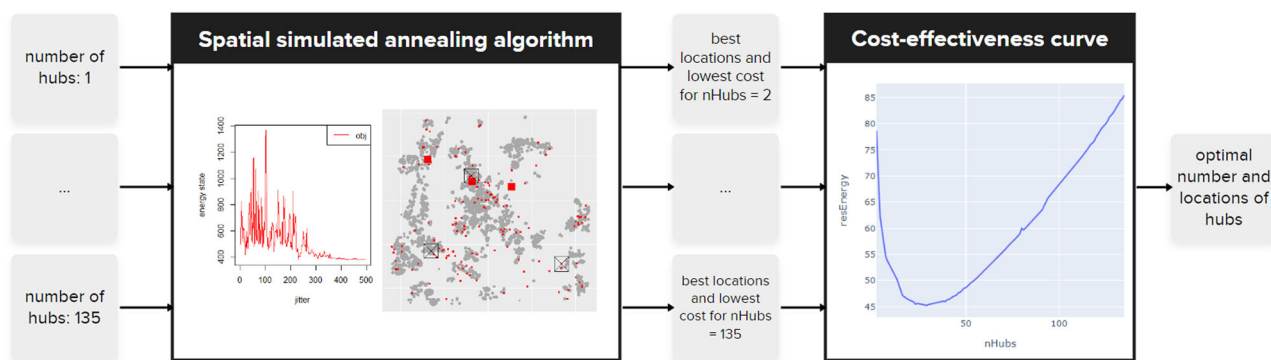 number of
hubs: 1
...
number of
hubs: 135
Spatial simulated annealing algorithm
1400
1200
1000
800
600
400
energy state
obj
0
100
200
300
400
500
jitter
best
locations and
lowest cost
for nHubs = 2
...
best locations
and lowest
cost for nHubs
= 135
Cost-effectiveness curve
85
80
75
70
65
60
55
50
45
resEnergy
50
100
nHubs
optimal
number and
locations of
hubs